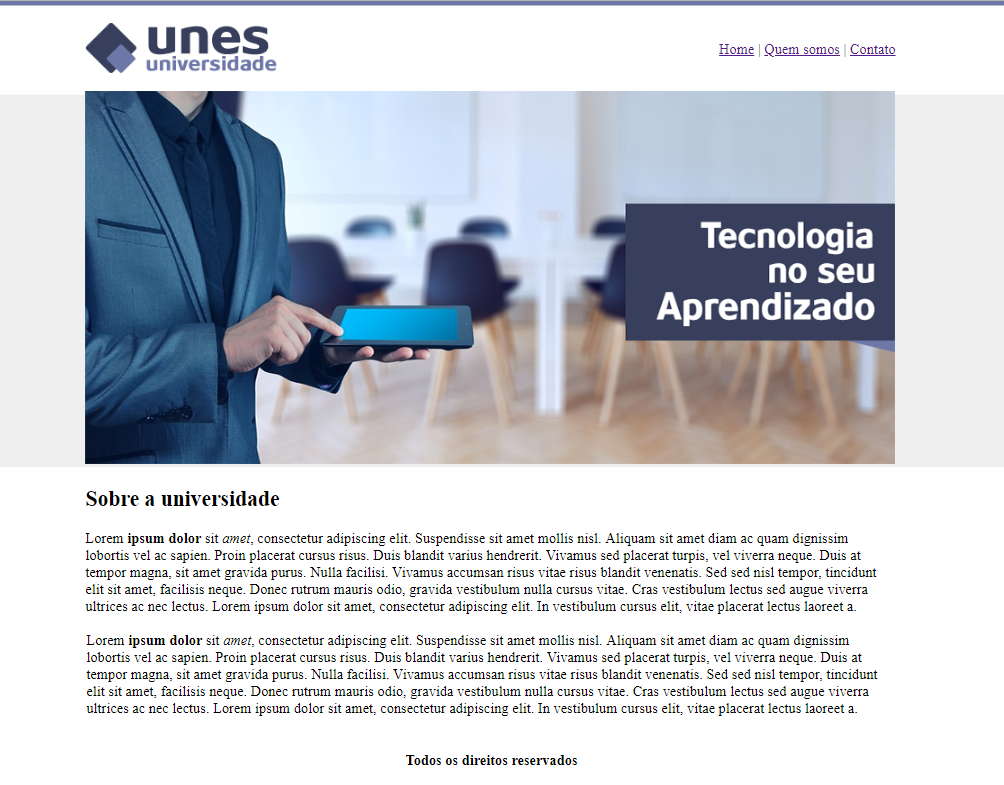 unes
universidade
Home | Quem somos | Contato
Tecnologia
no seu
Aprendizado
Sobre a universidade
Lorem ipsum dolor sit amet, consectetur adipiscing elit. Suspendisse sit amet mollis nisl. Aliquam sit amet diam ac quam dignissim
lobortis vel ac sapien. Proin placerat cursus risus. Duis blandit varius hendrerit. Vivamus sed placerat turpis, vel viverra neque. Duis at
tempor magna, sit amet gravida purus. Nulla facilisi. Vivamus accumsan risus vitae risus blandit venenatis. Sed sed nisl tempor, tincidunt
elit sit amet, facilisis neque. Donec rutrum mauris odio, gravida vestibulum nulla cursus vitae. Cras vestibulum lectus sed augue viverra
ultrices ac nec lectus. Lorem ipsum dolor sit amet, consectetur adipiscing elit. In vestibulum cursus elit, vitae placerat lectus laoreet a.
Lorem ipsum dolor sit amet, consectetur adipiscing elit. Suspendisse sit amet mollis nisl. Aliquam sit amet diam ac quam dignissim
lobortis vel ac sapien. Proin placerat cursus risus. Duis blandit varius hendrerit. Vivamus sed placerat turpis, vel viverra neque. Duis at
tempor magna, sit amet gravida purus. Nulla facilisi. Vivamus accumsan risus vitae risus blandit venenatis. Sed sed nisl tempor, tincidunt
elit sit amet, facilisis neque. Donec rutrum mauris odio, gravida vestibulum nulla cursus vitae. Cras vestibulum lectus sed augue viverra
ultrices ac nec lectus. Lorem ipsum dolor sit amet, consectetur adipiscing elit. In vestibulum cursus elit, vitae placerat lectus laoreet a.
Todos os direitos reservados